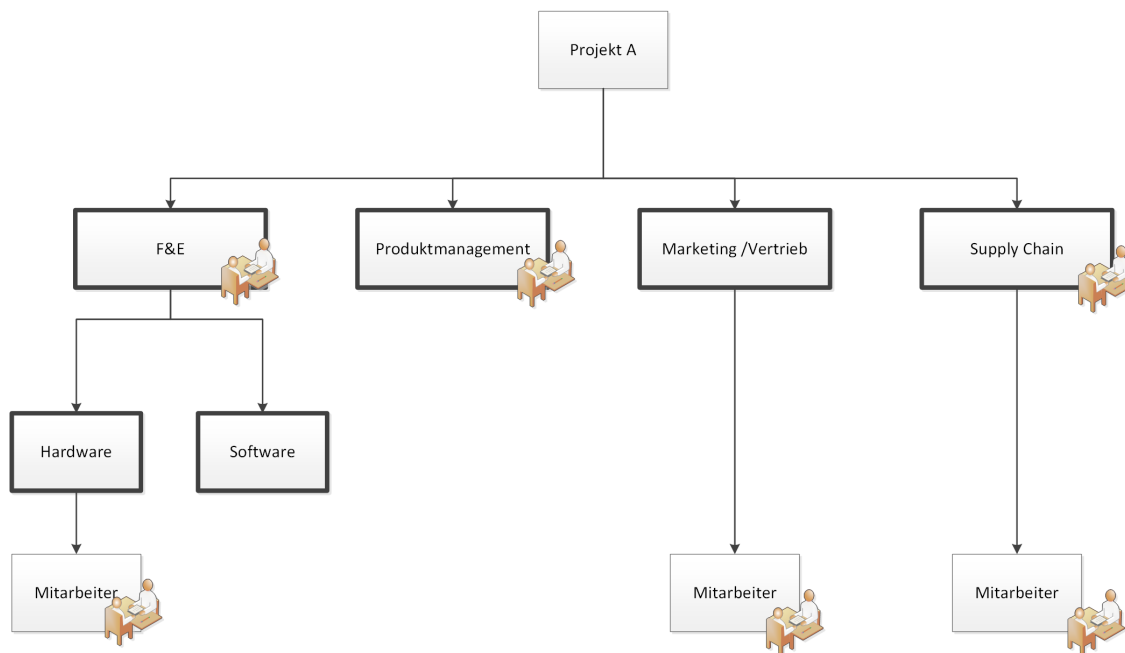 Projekt A
F&E
Produktmanagement
Marketing /Vertrieb
Supply Chain
Hardware
Software
Mitarbeiter
Mitarbeiter
Mitarbeiter